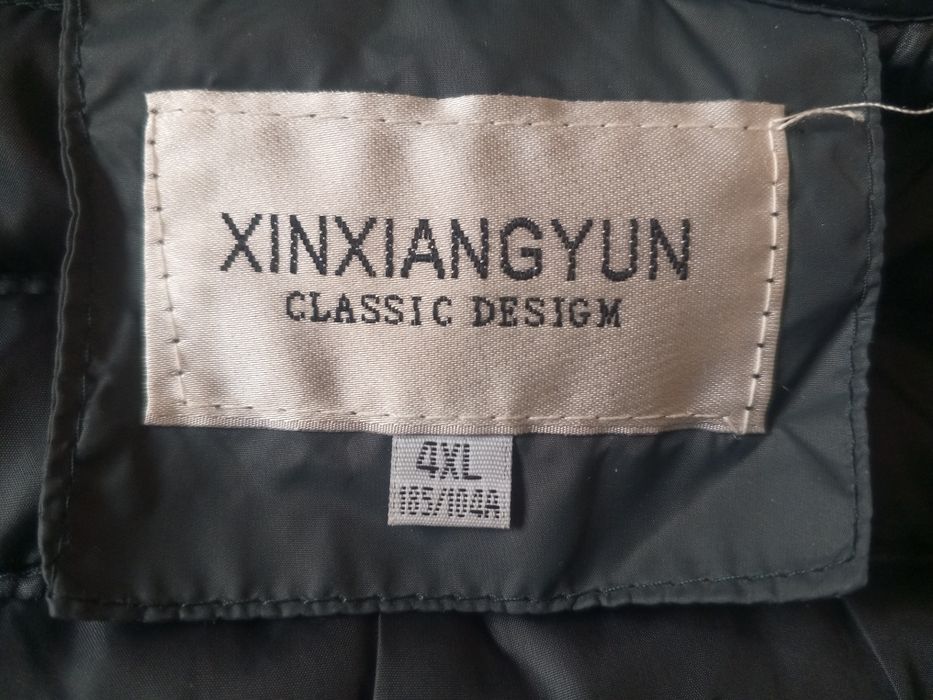 XINXIANGYUN
CLASSIC DESIGM
4XL
185/104A